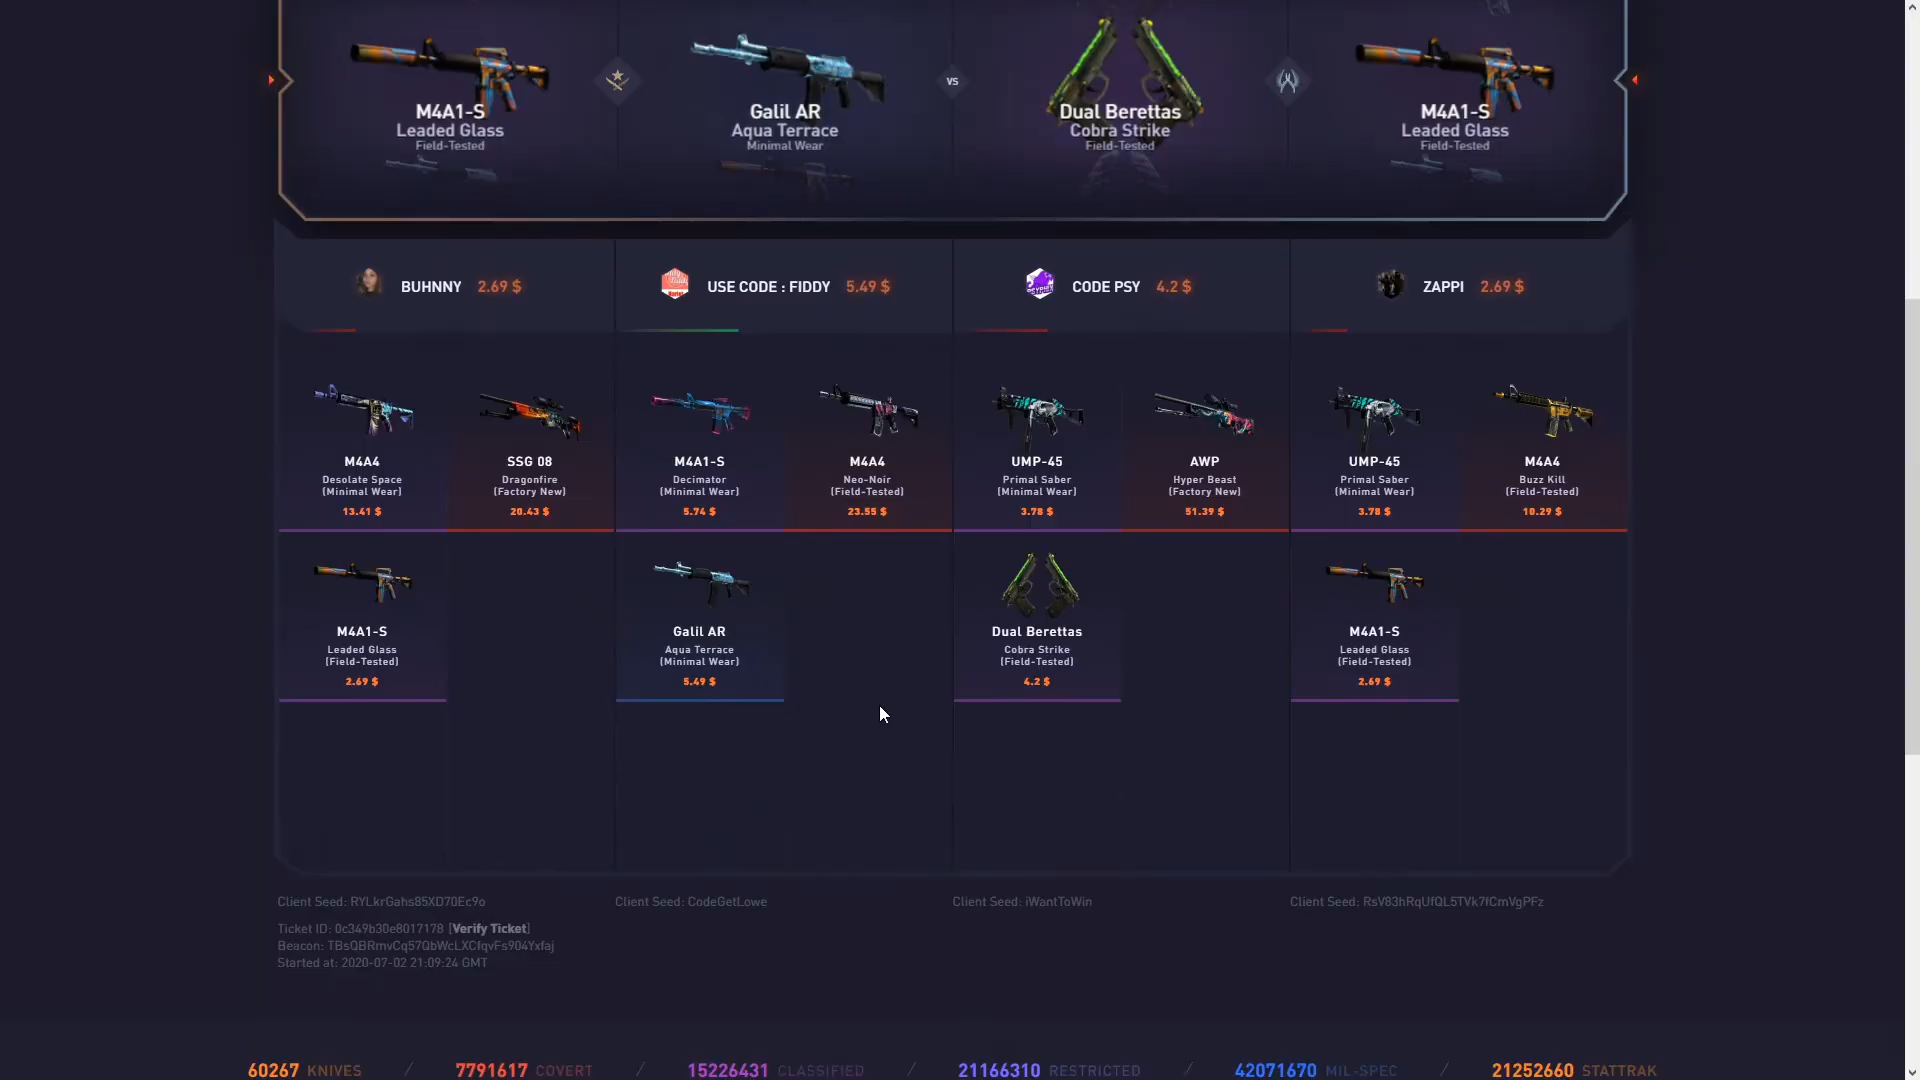 M4A1-S
Leaded Glass
Field-Tested
Galil AR
Aqua Terrace
Minimal Wear
VS
Dual Berettas
Cobra Strike
Field-Tested
M4A1-S
Leaded Glass
Field-Tested
BUHNNY 2.69 $
USE CODE : FIDDY 5.49 $
CODE PSY 4.2 $
ZAPPI 2.69 $
M4A4
Desolate Space
(Minimal Wear)
13.41 $
SSG 08
Dragonfire
(Factory New)
20.43 $
M4A1-S
Decimator
(Minimal Wear)
5.74 $
M4A4
Neo-Noir
(Field-Tested)
23.55 $
UMP-45
Primal Saber
(Minimal Wear)
3.78 $
AWP
Hyper Beast
(Factory New)
51.39 $
UMP-45
Primal Saber
(Minimal Wear)
3.78 $
M4A4
Buzz Kill
(Field-Tested)
10.29 $
M4A1-S
Leaded Glass
(Field-Tested)
2.69 $
Galil AR
Aqua Terrace
(Minimal Wear)
5.49 $
Dual Berettas
Cobra Strike
(Field-Tested)
4.2 $
M4A1-S
Leaded Glass
(Field-Tested)
2.69 $
Client Seed: RYLkrGahs85XD70Ec9o
Client Seed: CodeGetLowe
Client Seed: iWantToWin
Client Seed: RsV83hRqUfQL5TVk7fCmVgPFz
Ticket ID: 0c349b30e8017178 [Verify Ticket]
Beacon: TBsQBRmvCq57QbWcLXCfqvFs904Yxfaj
Started at: 2020-07-02 21:09:24 GMT
60267 KNIVES / 7791617 COVERT / 15226431 CLASSIFIED / 21166310 RESTRICTED / 42071670 MIL-SPEC / 21252660 STATTRAK